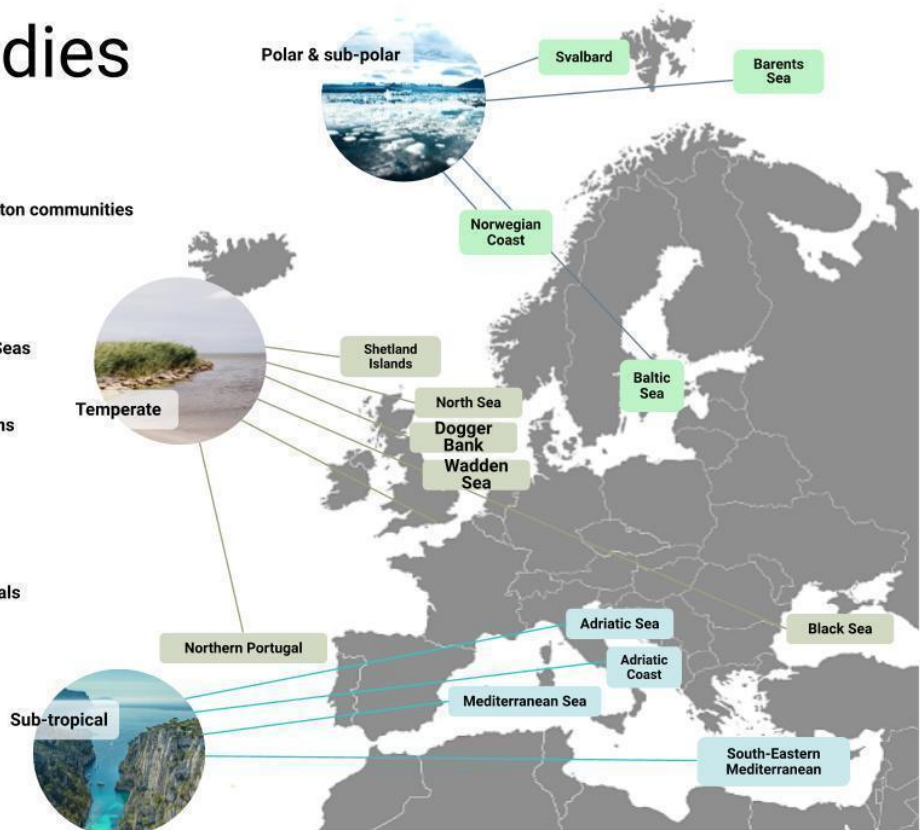 dies
Polar & sub-polar
Svalbard
Barents
Sea
ton communities
Norwegian
Coast
Seas
Shetland
Islands
Baltic
Sea
Temperate
North Sea
ns
Dogger
Bank
Wadden
Sea
als
Adriatic Sea
Black Sea
Northern Portugal
Adriatic
Coast
Mediterranean Sea
Sub-tropical
South-Eastern
Mediterranean